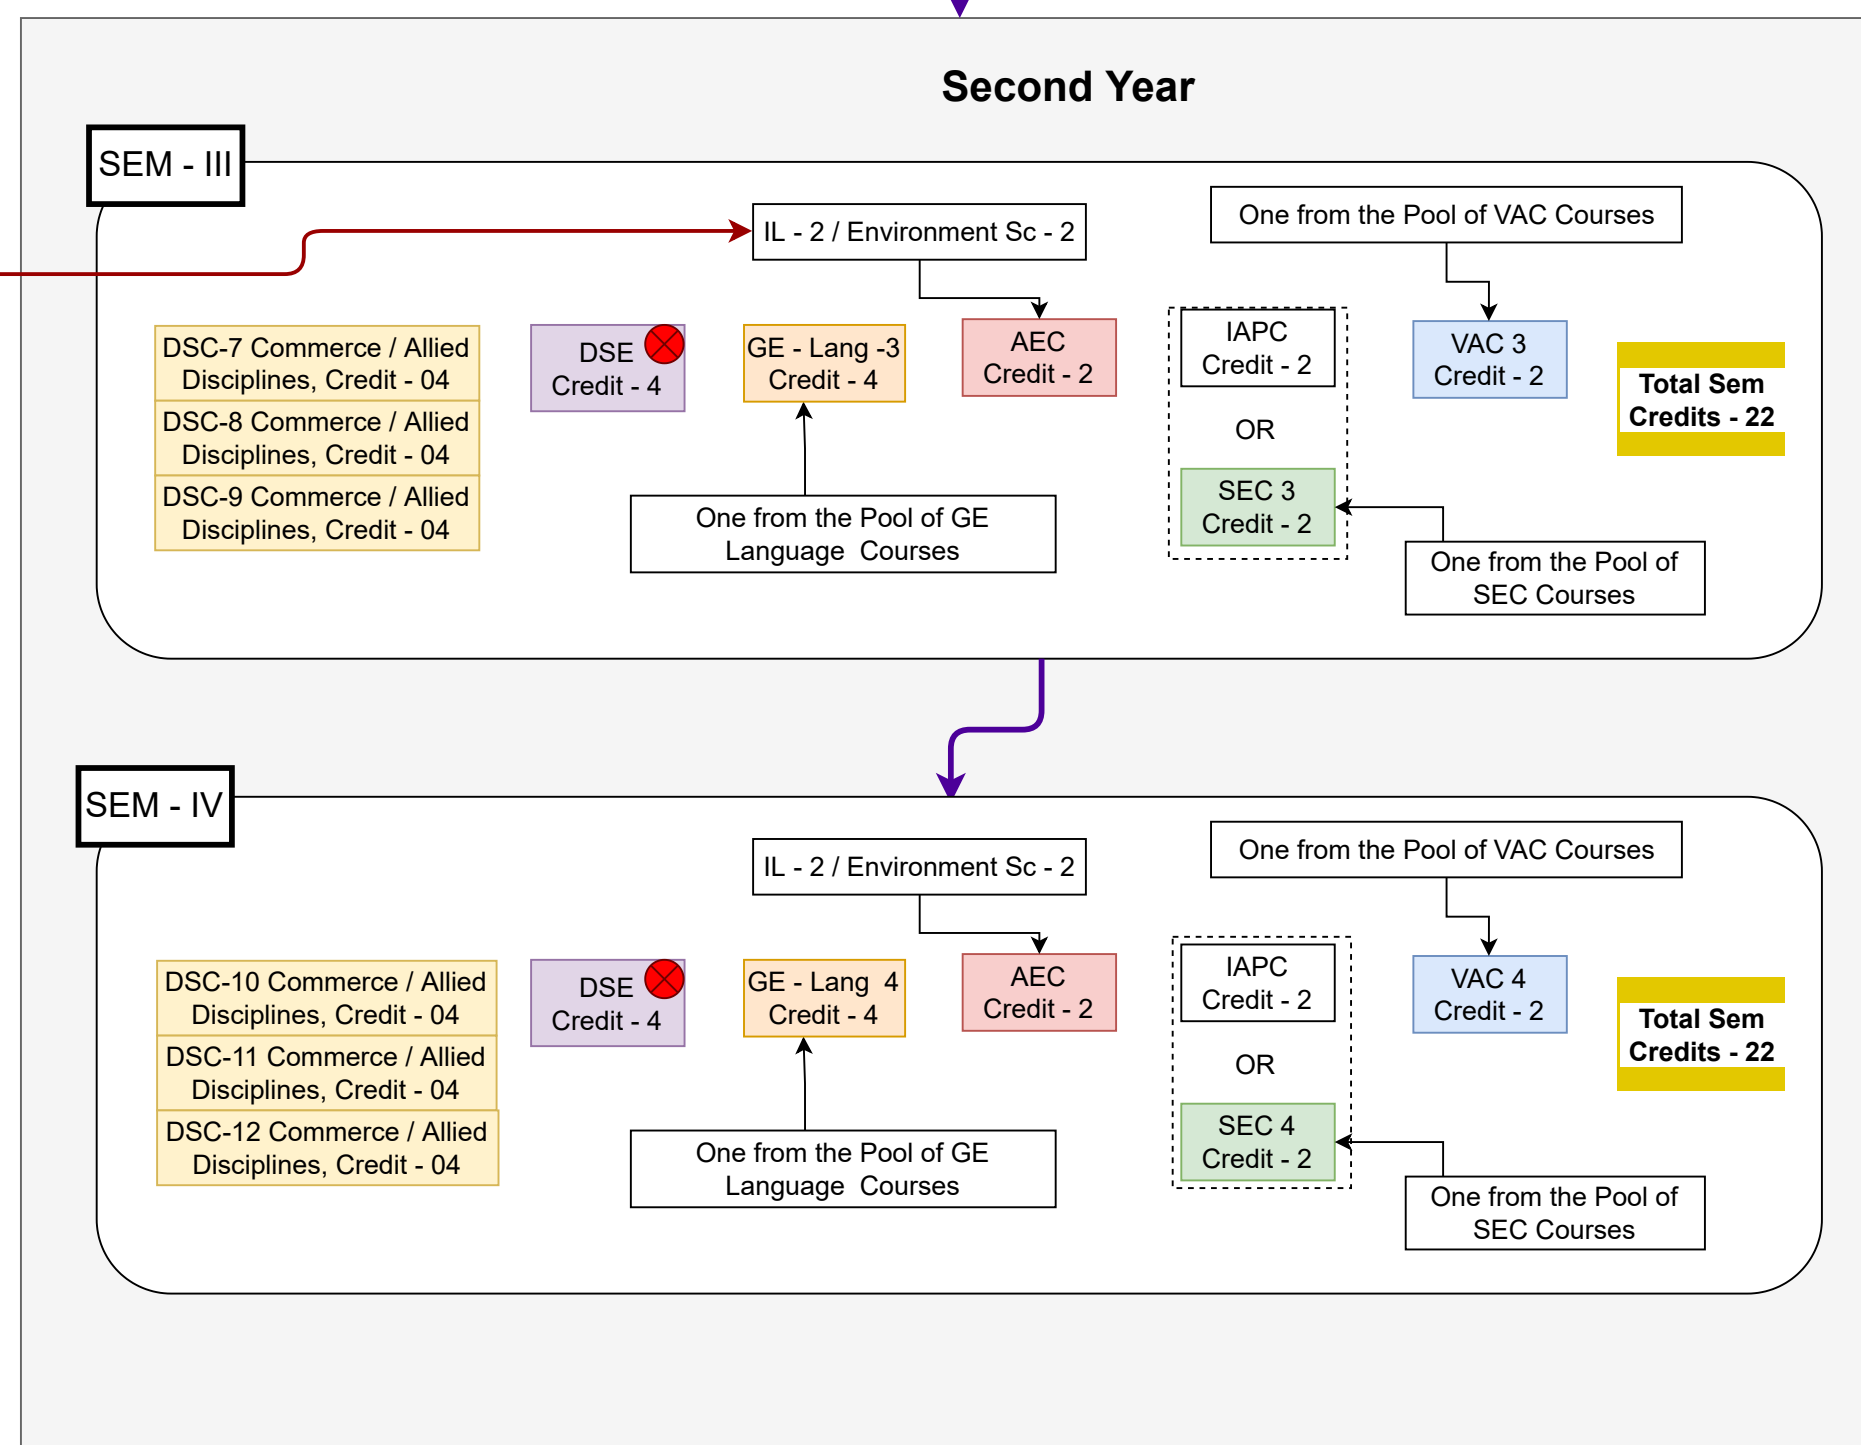 Second Year
SEM - III
IL - 2 / Environment Sc - 2
One from the Pool of VAC Courses
DSC-7 Commerce / Allied
Disciplines, Credit - 04
DSC-8 Commerce / Allied
Disciplines, Credit - 04
DSC-9 Commerce / Allied
Disciplines, Credit - 04
DSE
Credit - 4
GE - Lang -3
Credit - 4
AEC
Credit - 2
IAPC
Credit - 2
OR
SEC 3
Credit - 2
VAC 3
Credit - 2
Total Sem
Credits - 22
One from the Pool of GE
Language  Courses
One from the Pool of
SEC Courses
SEM - IV
IL - 2 / Environment Sc - 2
One from the Pool of VAC Courses
DSC-10 Commerce / Allied
Disciplines, Credit - 04
DSC-11 Commerce / Allied
Disciplines, Credit - 04
DSC-12 Commerce / Allied
Disciplines, Credit - 04
DSE
Credit - 4
GE - Lang  4
Credit - 4
AEC
Credit - 2
IAPC
Credit - 2
OR
SEC 4
Credit - 2
VAC 4
Credit - 2
Total Sem
Credits - 22
One from the Pool of GE
Language  Courses
One from the Pool of
SEC Courses